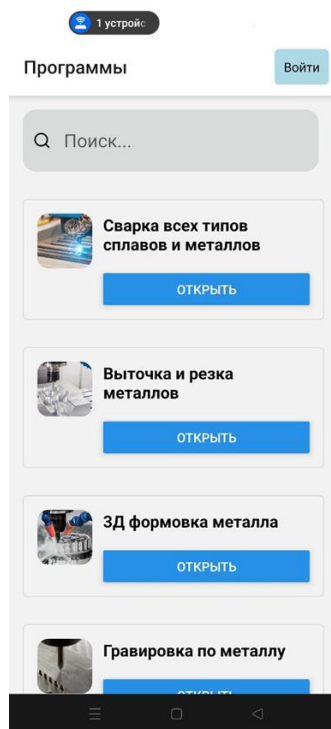 1 устройс
Программы
Войти
Поиск...
Сварка всех типов
сплавов и металлов
ОТКРЫТЬ
Выточка и резка
металлов
ОТКРЫТЬ
3Д формовка металла
ОТКРЫТЬ
Гравировка по металлу
ОТКРЫТЬ